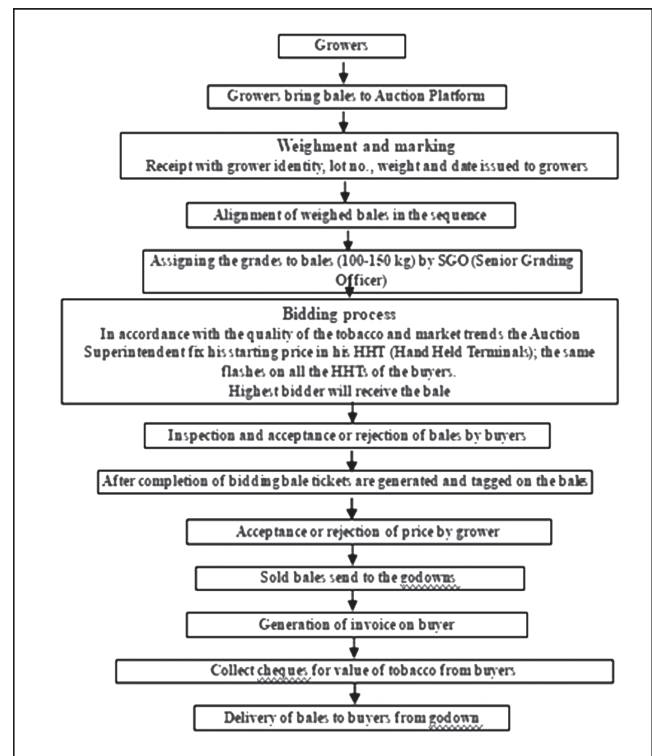 Growers
Growers bring bales to Auction Platform
Weighment and marking
Receipt with grower identity, lot no., weight and date issued to growers
Alignment of weighed bales in the sequence
Assigning the grades to bales (100-150 kg) by SGO (Senior Grading
Officer)
Bidding process
In accordance with the quality of the tobacco and market trends the Auction
Superintendent fix his starting price in his HHT (Hand Held Terminals); the same
flashes on all the HHTs of the buyers.
Highest bidder will receive the bale
Inspection and acceptance or rejection of bales by buyers
After completion of bidding bale tickets are generated and tagged on the bales
Acceptance or rejection of price by grower
Sold bales send to the godowns
Generation of invoice on buyer
Collect cheques for value of tobacco from buyers
Delivery of bales to buyers from godown